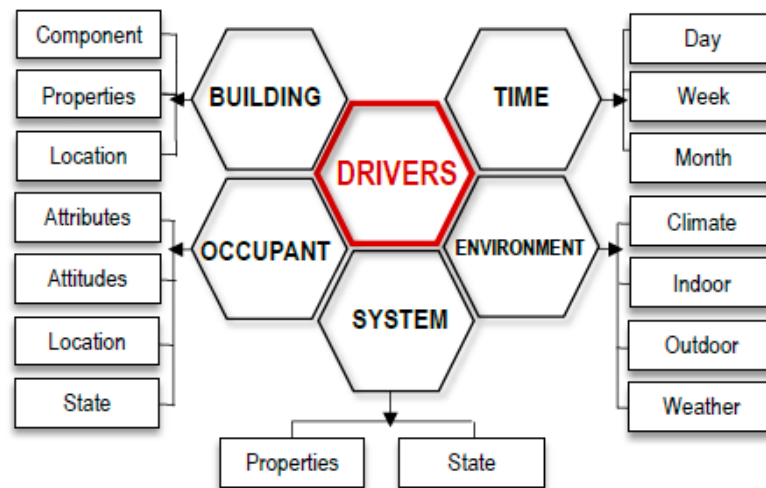 Component
Properties
Location
BUILDING
TIME
Day
Week
Month
DRIVERS
Attributes
Attitudes
Location
State
OCCUPANT
ENVIRONMENT
Climate
Indoor
Outdoor
Weather
SYSTEM
Properties
State